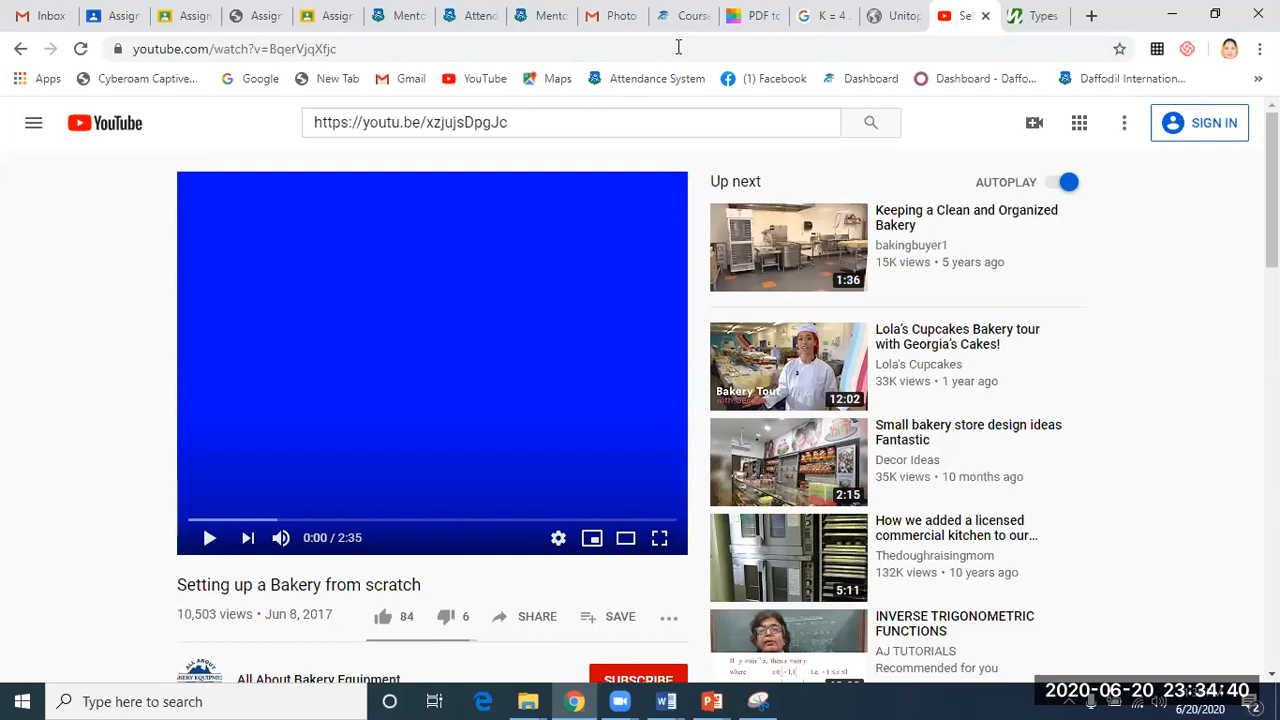 Inbox
Assign
Assign
Assign
Assign
Mento
Attend
Mente
Photo
Cours
PDF to
K = 4
Unitop
Set
Types
youtube.com/watch?v=BqerVjqXfjc
Apps
Cyberoam Captive...
Google
New Tab
Gmail
YouTube
Maps
Attendance System
(1) Facebook
Dashboard
Dashboard - Daffo...
Daffodil Internation...
»
YouTube
https://youtu.be/xzjujsDpgJc
SIGN IN
Up next
AUTOPLAY
Keeping a Clean and Organized
Bakery
bakingbuyer1
15K views • 5 years ago
1:36
Lola's Cupcakes Bakery tour
with Georgia's Cakes!
Lola's Cupcakes
33K views • 1 year ago
Bakery Tour
12:02
Small bakery store design ideas
Fantastic
Decor Ideas
35K views • 10 months ago
2:15
How we added a licensed
commercial kitchen to our...
Thedoughraisingmom
132K views • 10 years ago
5:11
INVERSE TRIGONOMETRIC
FUNCTIONS
AJ TUTORIALS
Recommended for you
0:00 / 2:35
Setting up a Bakery from scratch
10,503 views • Jun 8, 2017
84
6
SHARE
SAVE
ALL ABOUT
All About Bakery Equipment
SUBSCRIBE
Type here to search
2020-06-20 23:34:40
6/20/2020
2